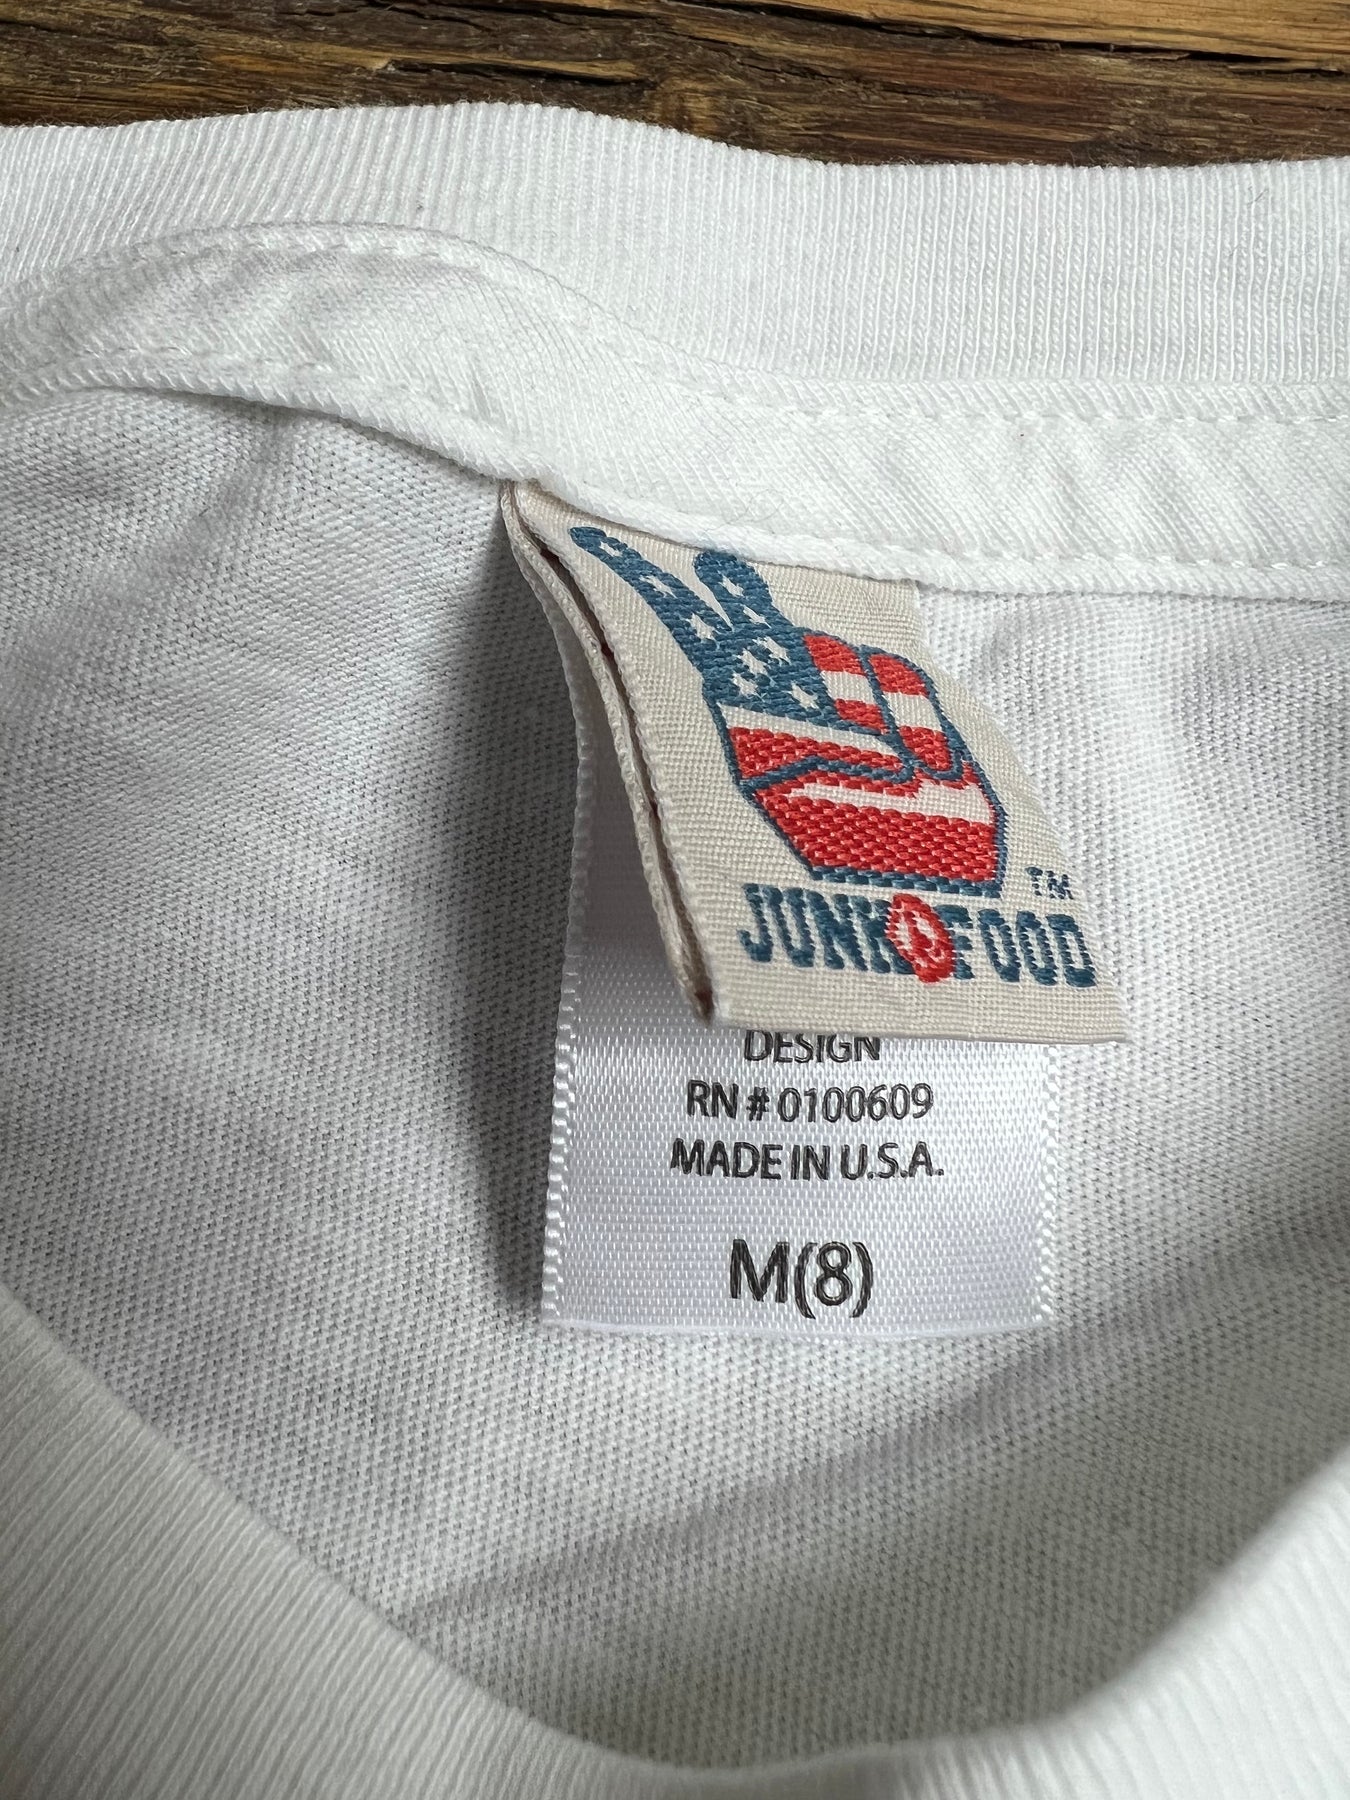 TM
JUNK FOOD
DESIGN
RN # 0100609
MADE IN U.S.A.
M(8)